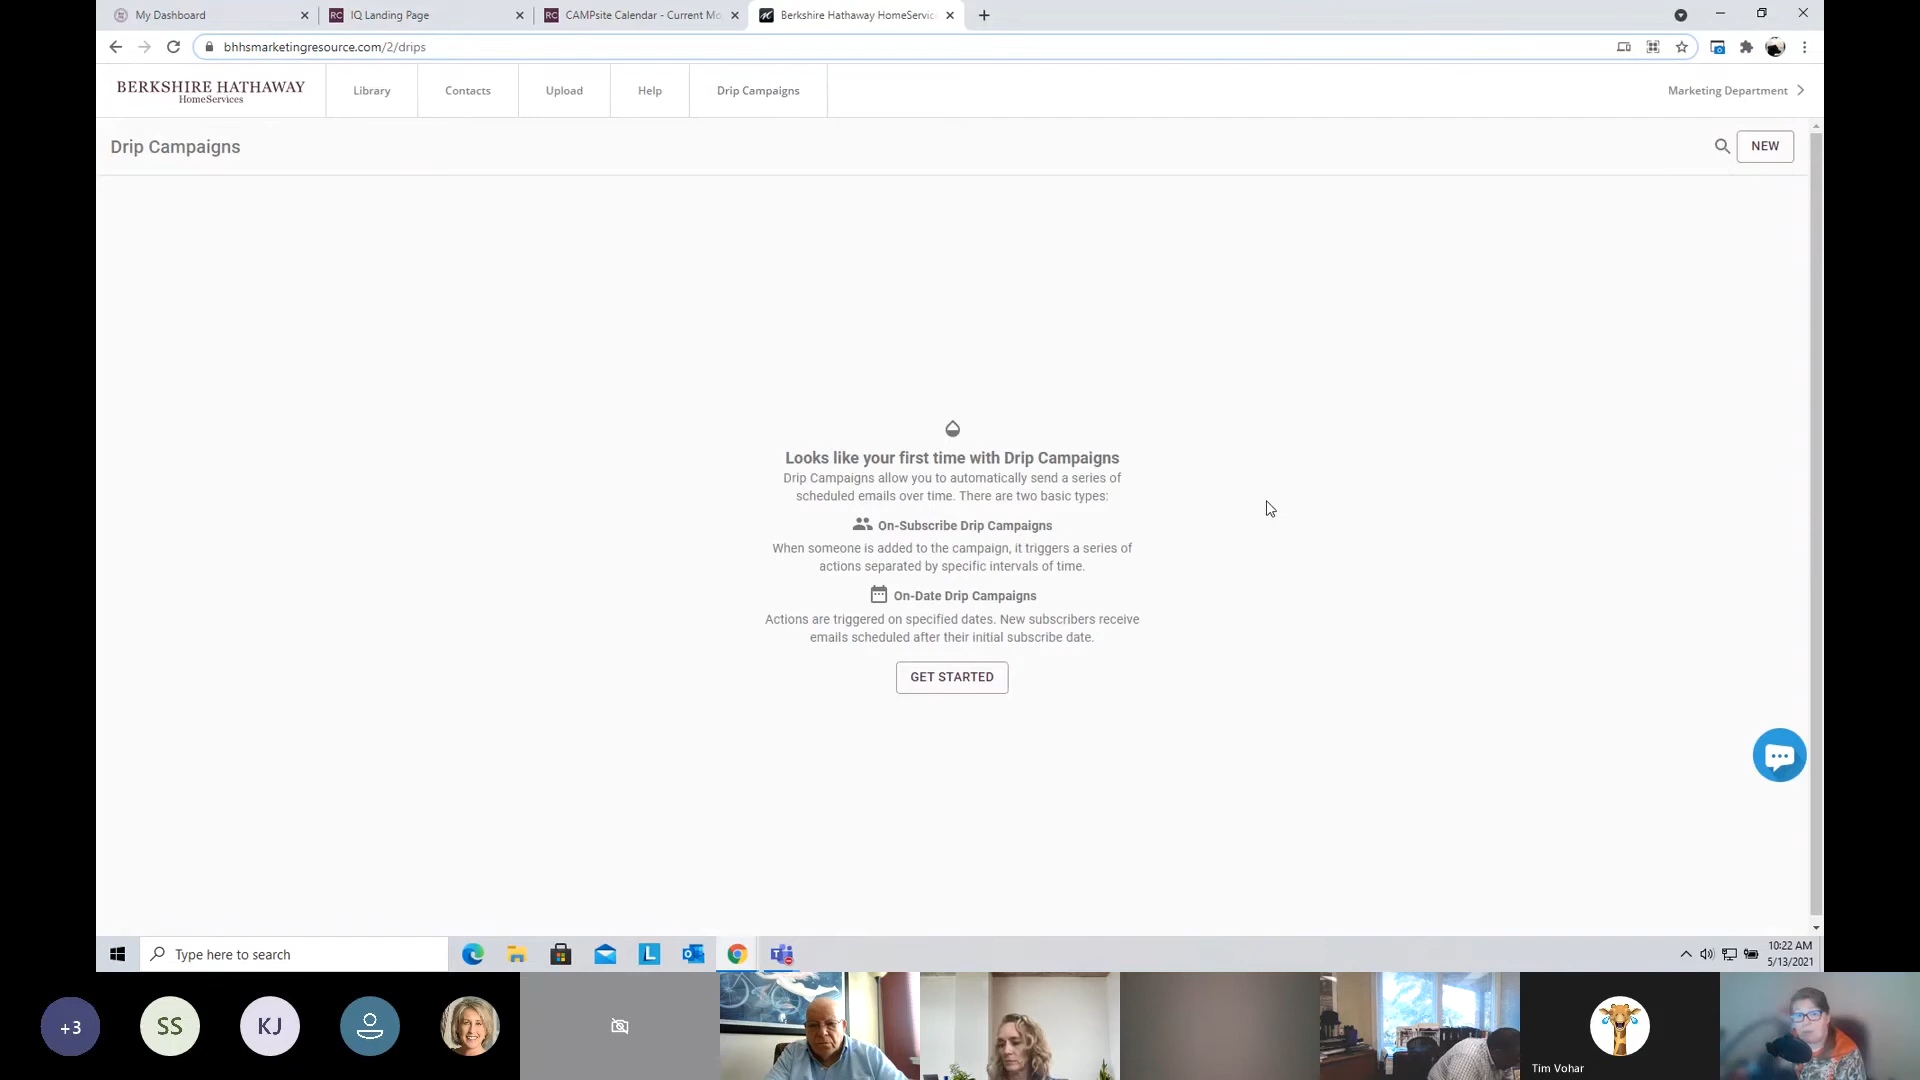 My Dashboard
IQ Landing Page
CAMPsite Calendar - Current Mo
Berkshire Hathaway HomeServic
bhhsmarketingresource.com/2/drips
BERKSHIRE HATHAWAY
HomeServices
Library
Contacts
Upload
Help
Drip Campaigns
Marketing Department
Drip Campaigns
NEW
Looks like your first time with Drip Campaigns
Drip Campaigns allow you to automatically send a series of
scheduled emails over time. There are two basic types:
On-Subscribe Drip Campaigns
When someone is added to the campaign, it triggers a series of
actions separated by specific intervals of time.
On-Date Drip Campaigns
Actions are triggered on specified dates. New subscribers receive
emails scheduled after their initial subscribe date.
GET STARTED
Type here to search
10:22 AM
5/13/2021
+3
SS
KJ
Tim Vohar